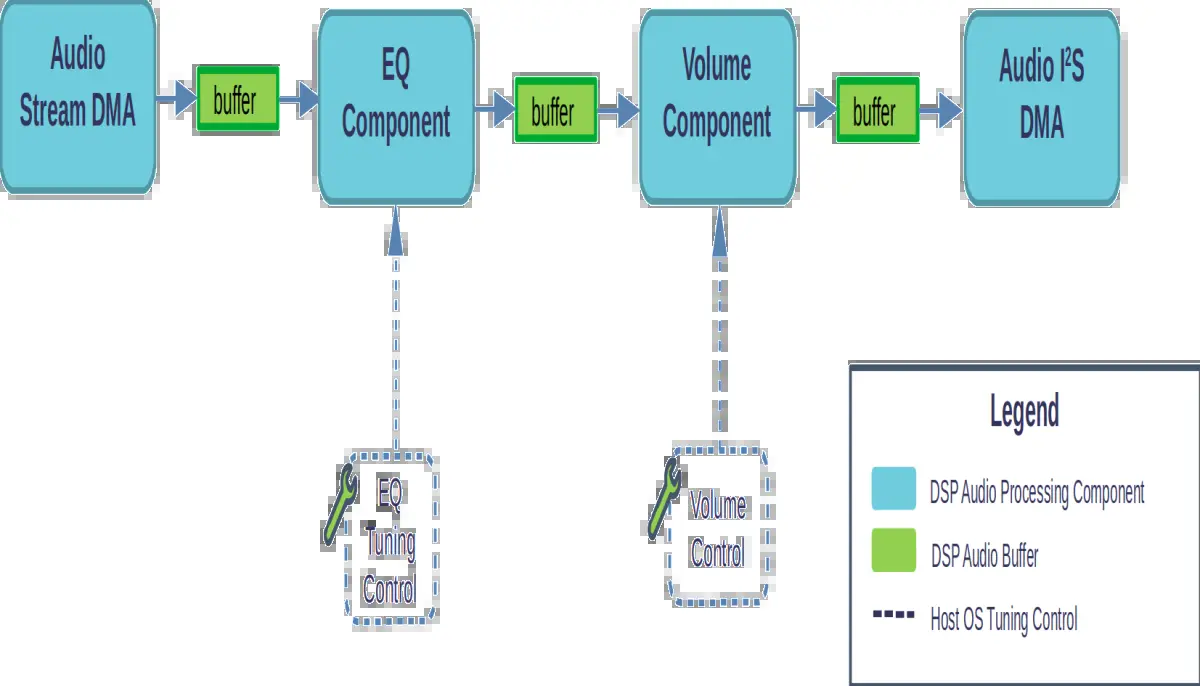 Audio
Stream DMA
buffer
EQ
Component
buffer
Volume
Component
buffer
Audio I²S
DMA
EQ
Tuning
Control
Volume
Control
Legend
DSP Audio Processing Component
DSP Audio Buffer
Host OS Tuning Control